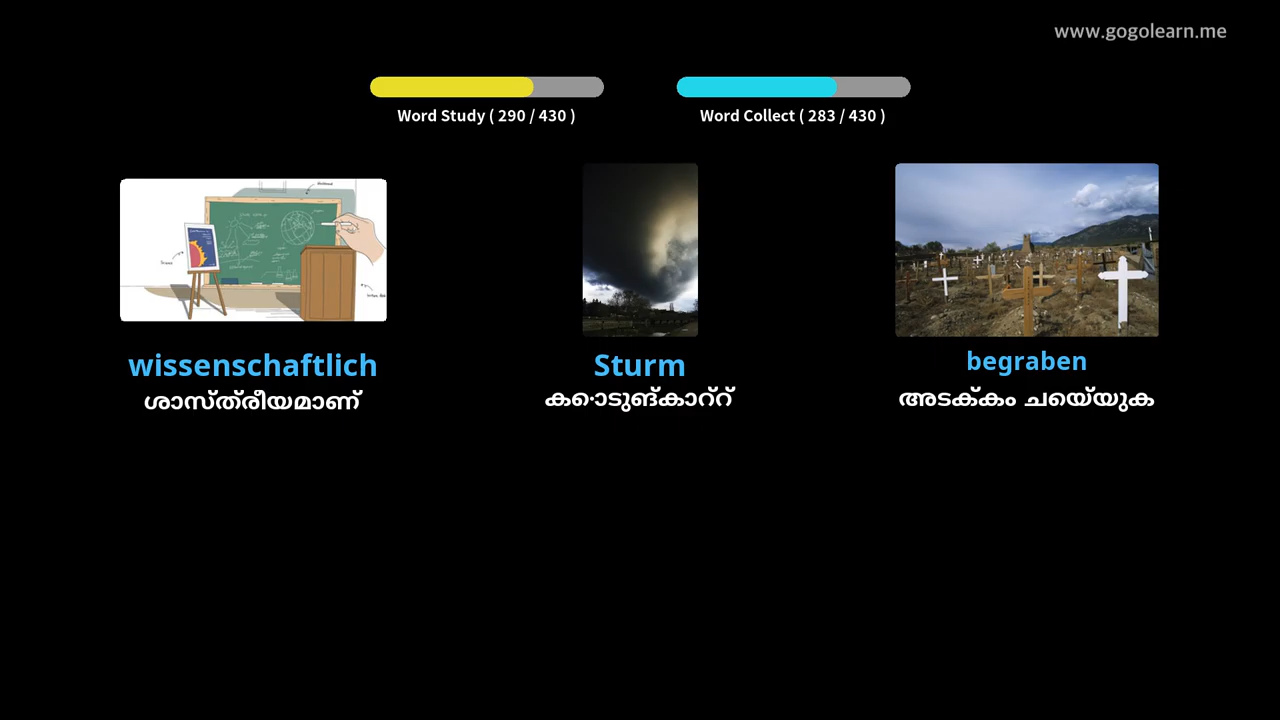 www.gogolearn.me
Word Study ( 290 / 430 )
Word Collect ( 283 / 430 )
wissenschaftlich
ശാസ്ത്രീയമാണ്
Sturm
കൊടുങ്കാറ്റ്
begraben
അടക്കം ചെയ്യുക